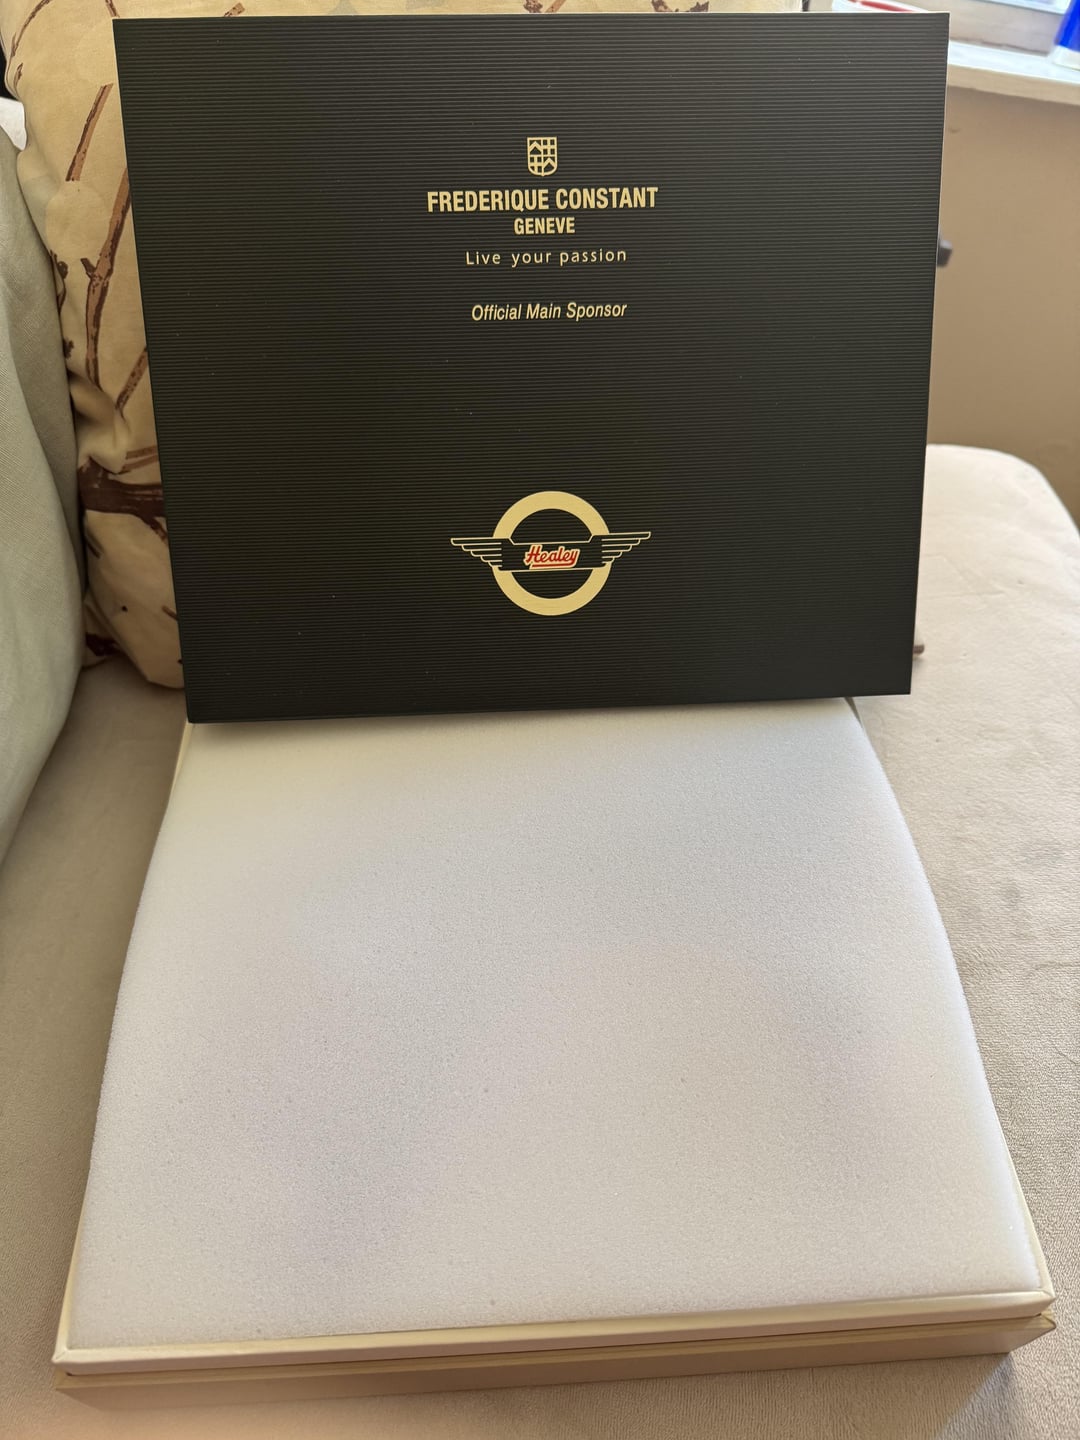 FREDERIQUE CONSTANT
GENEVE
Live your passion
Official Main Sponsor
Healey